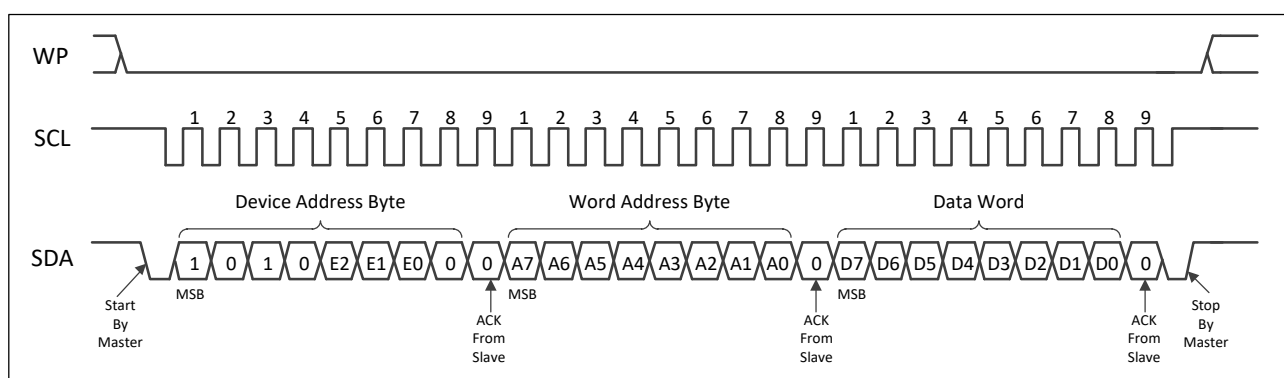 WP
SCL
1 2 3 4 5 6 7 8 9 1 2 3 4 5 6 7 8 9 1 2 3 4 5 6 7 8 9
Device Address Byte Word Address Byte Data Word
SDA
1 0 1 0 E2 E1 E0 0 0 A7 A6 A5 A4 A3 A2 A1 A0 0 D7 D6 D5 D4 D3 D2 D1 D0 0
MSB MSB MSB
Start
By
Master
ACK
From
Slave
ACK
From
Slave
ACK
From
Slave
Stop
By
Master